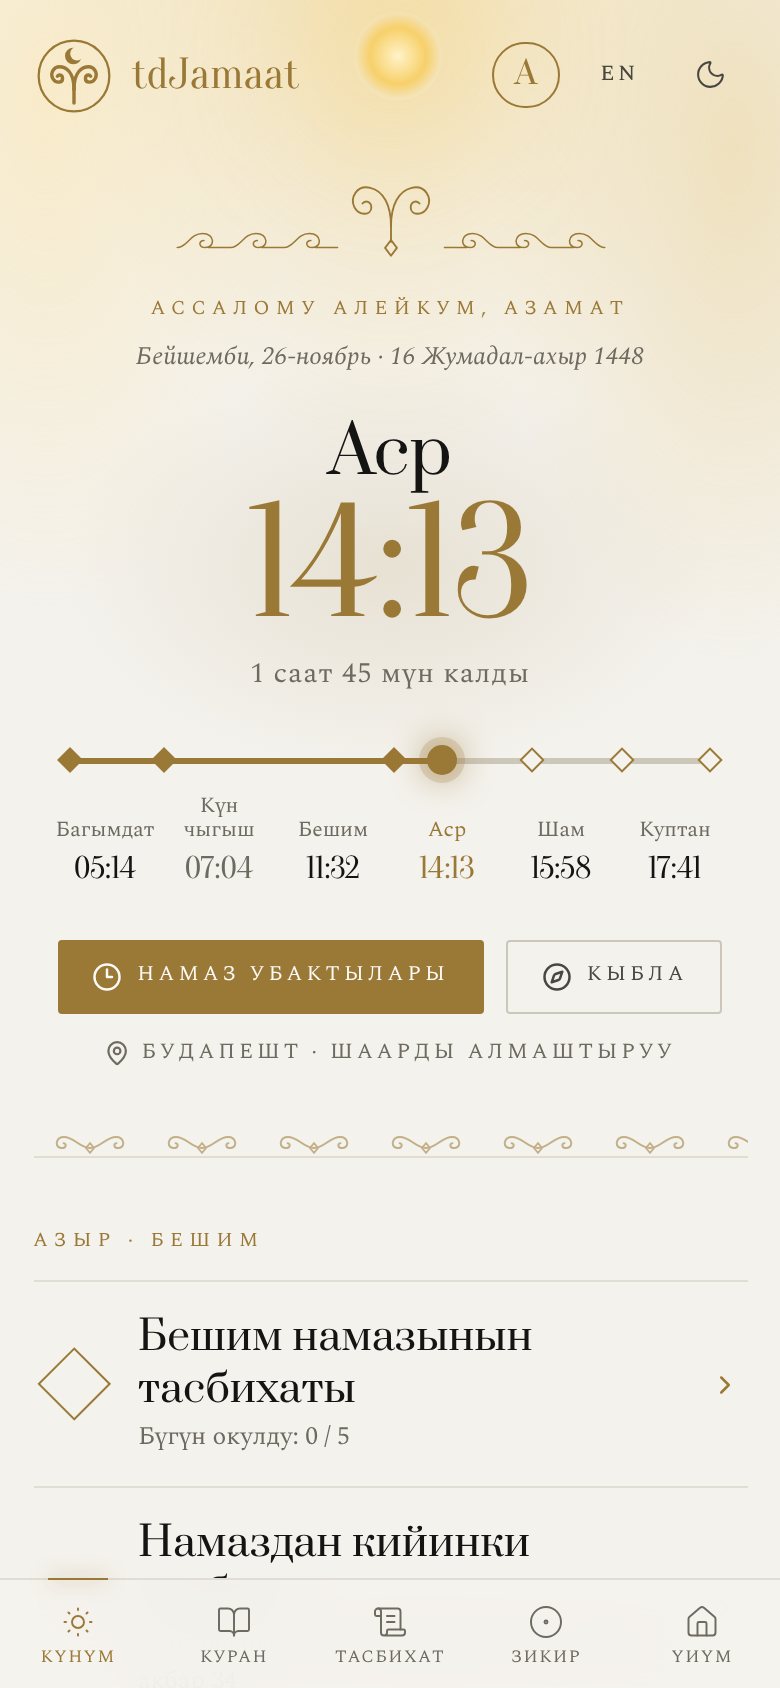 tdJamaat
A
EN
АССАЛОМУ АЛЕЙКУМ, АЗАМАТ
Бейшемби, 26-ноябрь · 16 Жумадал-ахыр 1448
Аср
14:13
1 саат 45 мүн калды
Багымдат
05:14
Күн
чыгыш
07:04
Бешим
11:32
Аср
14:13
Шам
15:58
Куптан
17:41
НАМАЗ УБАКТЫЛАРЫ
КЫБЛА
БУДАПЕШТ · ШААРДЫ АЛМАШТЫРУУ
АЗЫР · БЕШИМ
Бешим намазынын
тасбихаты
Бүгүн окулду: 0 / 5
Намаздан кийинки
акбар 34
КҮНҮМ
КУРАН
ТАСБИХАТ
ЗИКИР
ҮЙҮМ